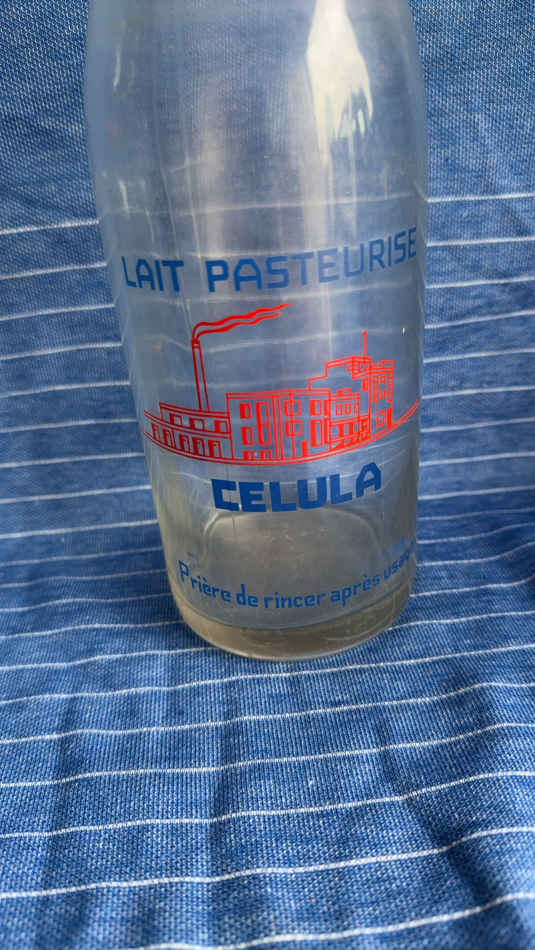 LAIT PASTEURISE
CELULA
Prière de rincer après